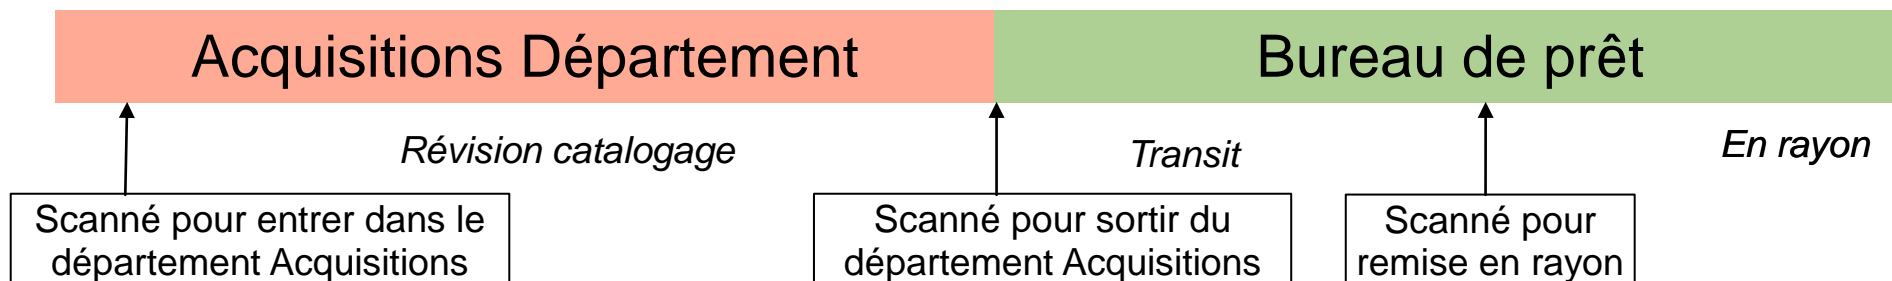 Acquisitions Département
Bureau de prêt
Révision catalogage
Transit
En rayon
Scanné pour entrer dans le
département Acquisitions
Scanné pour sortir du
département Acquisitions
Scanné pour
remise en rayon